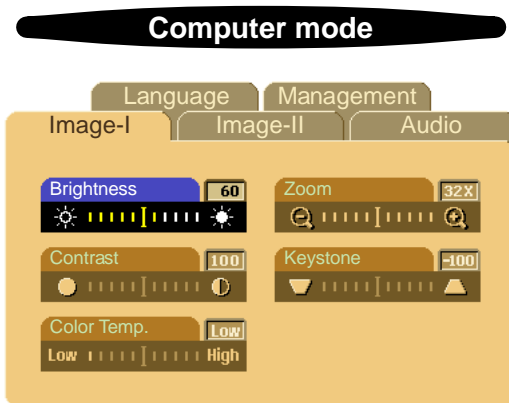 Computer mode
Language Management
Image-I Image-II Audio
Brightness 60
Zoom 32X
Contrast 100
Keystone -100
Color Temp. Low
Low High